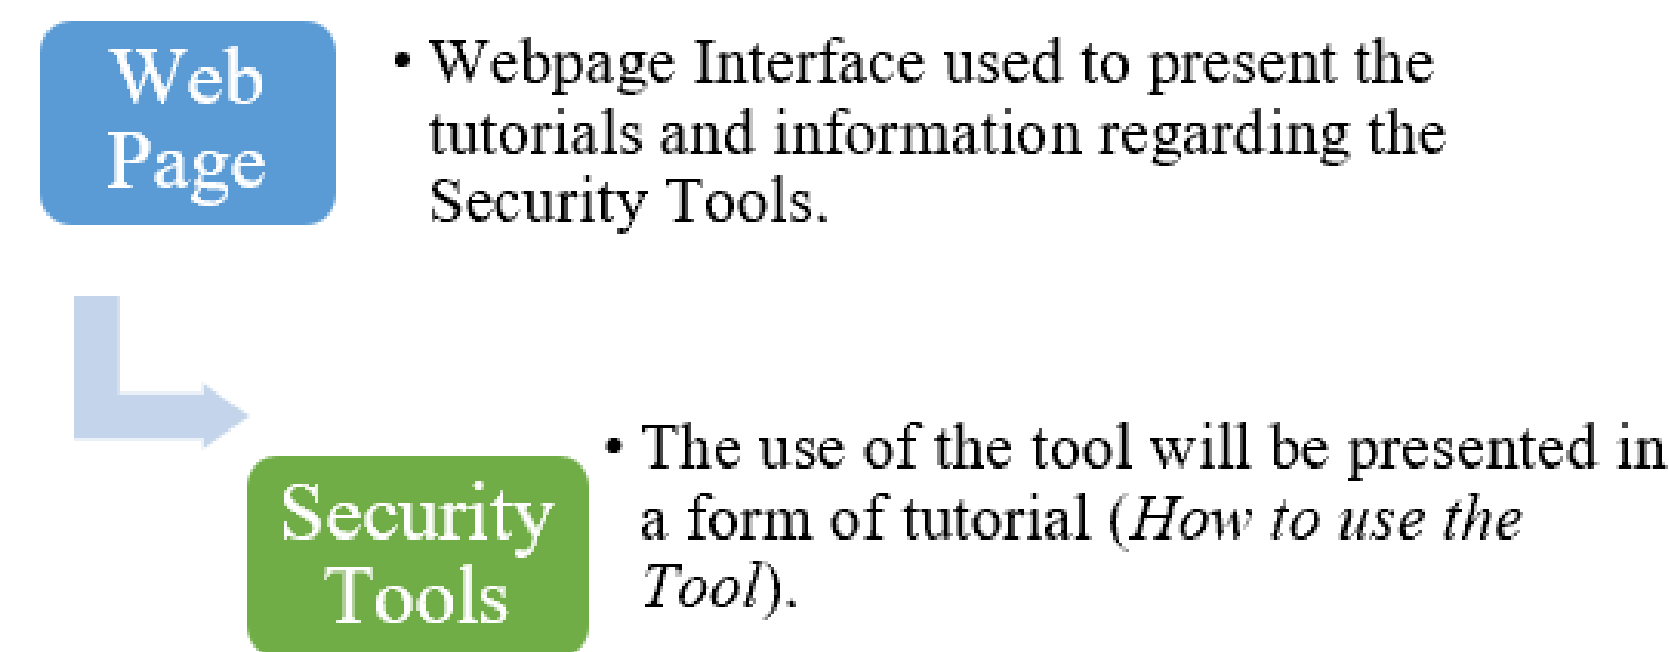 Web
Page
• Webpage Interface used to present the
tutorials and information regarding the
Security Tools.
Security
Tools
• The use of the tool will be presented in
a form of tutorial (How to use the
Tool).